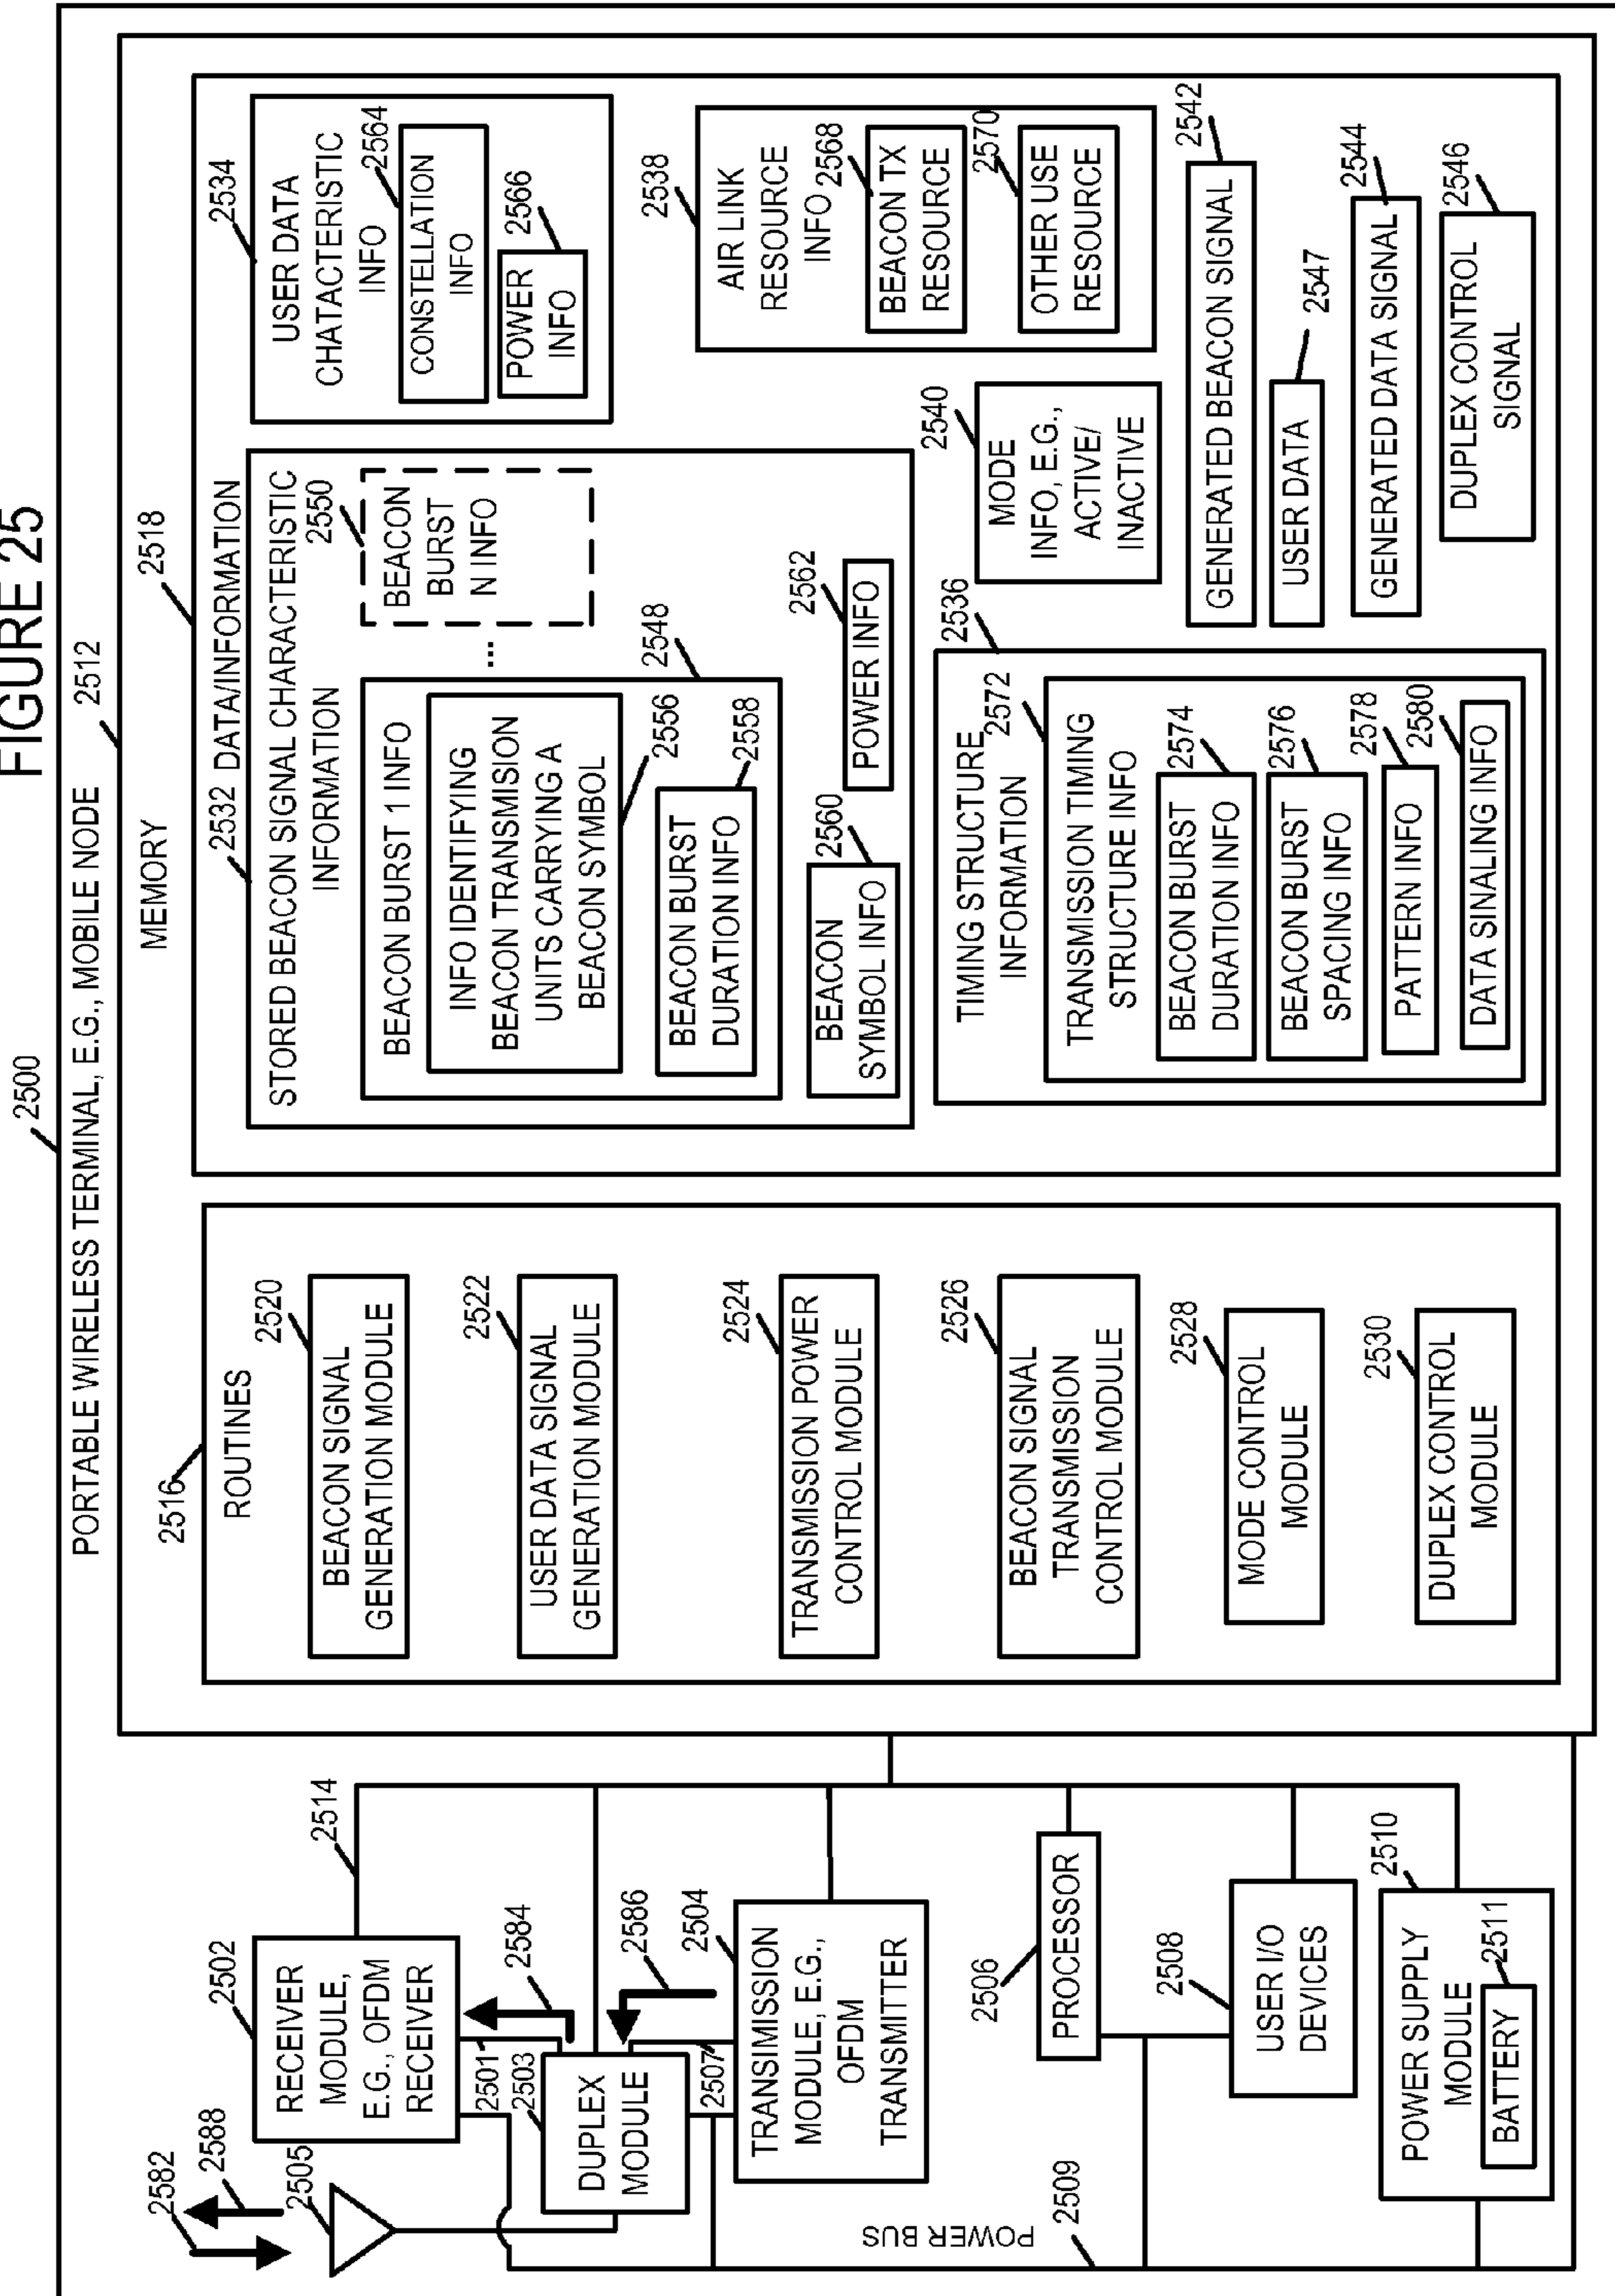 FIGURE 25
2500
PORTABLE WIRELESS TERMINAL, E.G., MOBILE NODE
2512
2582
2588
2505
2502
RECEIVER
MODULE,
E.G., OFDM
RECEIVER
2514
2501
2503
DUPLEX
MODULE
2584
2586
2507
2504
TRANSIMISSION
MODULE, E.G.,
OFDM
TRANSMITTER
POWER BUS
2509
2506
PROCESSOR
2508
USER I/O
DEVICES
2510
POWER SUPPLY
MODULE
BATTERY
2511
MEMORY
2516
ROUTINES
2520
BEACON SIGNAL
GENERATION MODULE
2522
USER DATA SIGNAL
GENERATION MODULE
2524
TRANSMISSION POWER
CONTROL MODULE
2526
BEACON SIGNAL
TRANSMISSION
CONTROL MODULE
2528
MODE CONTROL
MODULE
2530
DUPLEX CONTROL
MODULE
2518
2532
DATA/INFORMATION
STORED BEACON SIGNAL CHARACTERISTIC
INFORMATION
BEACON BURST 1 INFO
INFO IDENTIFYING
BEACON TRANSMISION
UNITS CARRYING A
BEACON SYMBOL
2556
BEACON BURST
DURATION INFO
2558
2548
...
2550
BEACON
BURST
N INFO
2560
BEACON
SYMBOL INFO
2562
POWER INFO
2534
USER DATA
CHATACTERISTIC
INFO
2564
CONSTELLATION
INFO
2566
POWER
INFO
2536
TIMING STRUCTURE
INFORMATION
2572
TRANSMISSION TIMING
STRUCTURE INFO
2574
BEACON BURST
DURATION INFO
2576
BEACON BURST
SPACING INFO
2578
PATTERN INFO
2580
DATA SINALING INFO
2538
AIR LINK
RESOURCE
INFO
2568
BEACON TX
RESOURCE
2570
OTHER USE
RESOURCE
2540
MODE
INFO, E.G.,
ACTIVE/
INACTIVE
2542
GENERATED BEACON SIGNAL
2547
USER DATA
2544
GENERATED DATA SIGNAL
2546
DUPLEX CONTROL
SIGNAL